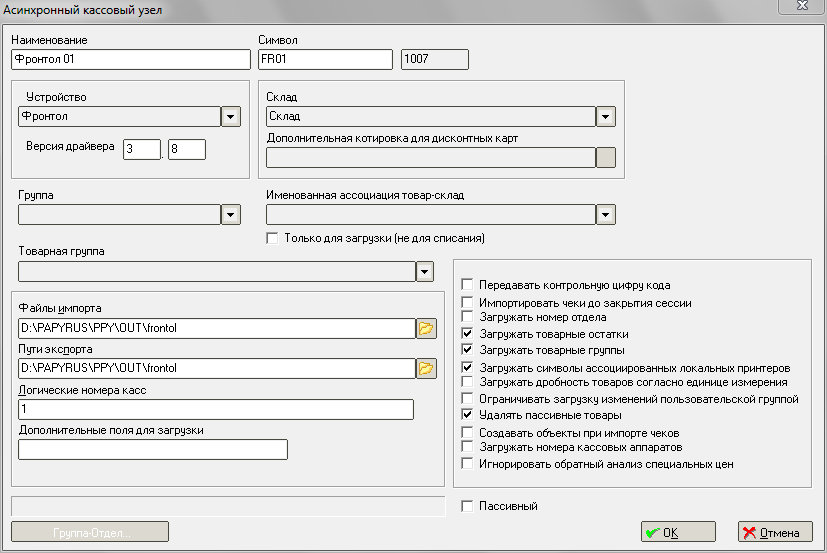 Асинхронный кассовый узел
Наименование
Символ
Фронтол 01
FR01
1007
Устройство
Фронтол
Версия драйвера
3 . 8
Склад
Склад
Дополнительная котировка для дисконтных карт
Группа
Именованная ассоциация товар-склад
Только для загрузки (не для списания)
Товарная группа
Файлы импорта
D:\PAPYRUS\PPY\OUT\frontol
Пути экспорта
D:\PAPYRUS\PPY\OUT\frontol
Логические номера касс
1
Дополнительные поля для загрузки
Передавать контрольную цифру кода
Импортировать чеки до закрытия сессии
Загружать номер отдела
Загружать товарные остатки
Загружать товарные группы
Загружать символы ассоциированных локальных принтеров
Загружать дробность товаров согласно единице измерения
Ограничивать загрузку изменений пользовательской группой
Удалять пассивные товары
Создавать объекты при импорте чеков
Загружать номера кассовых аппаратов
Игнорировать обратный анализ специальных цен
Пассивный
Группа-Отдел...
OK
Отмена